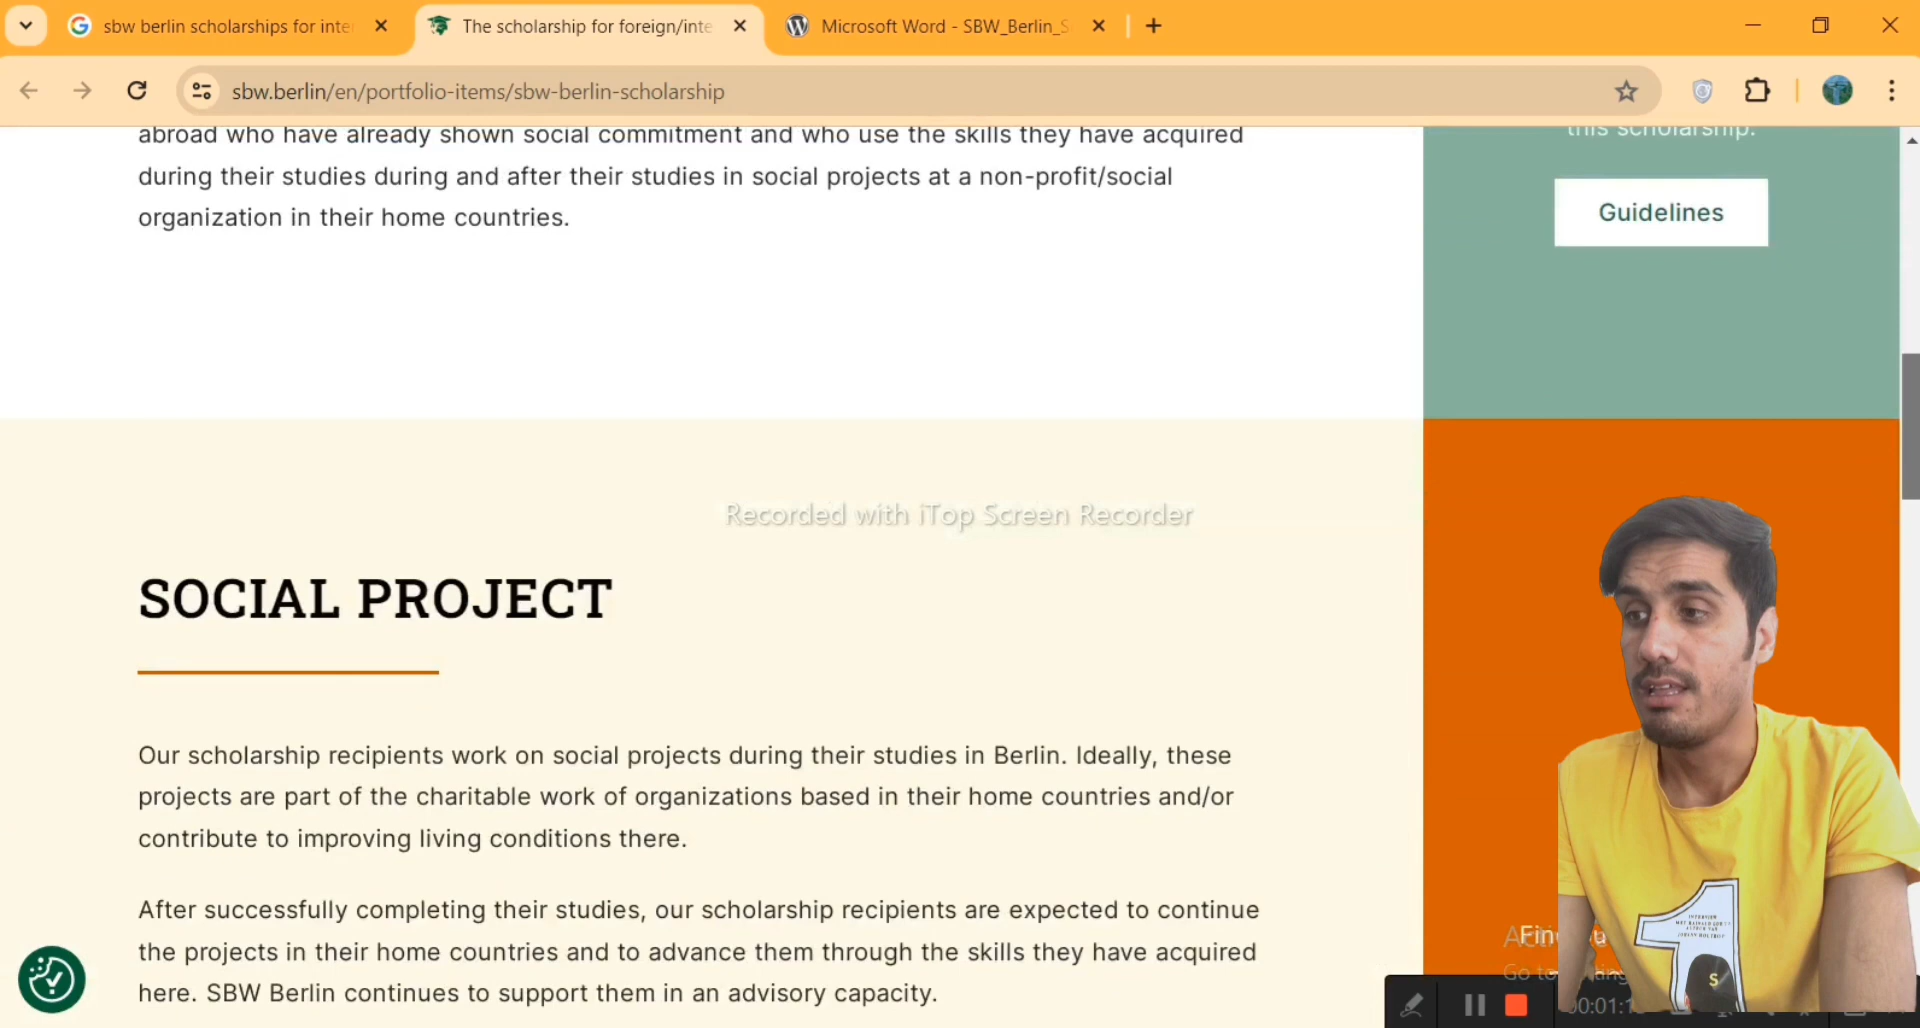 sbw berlin scholarships for inte
The scholarship for foreign/inte
Microsoft Word - SBW_Berlin_S
sbw.berlin/en/portfolio-items/sbw-berlin-scholarship
abroad who have already shown social commitment and who use the skills they have acquired
during their studies during and after their studies in social projects at a non-profit/social
organization in their home countries.
this scholarship.
Guidelines
Recorded with iTop Screen Recorder
SOCIAL PROJECT
Our scholarship recipients work on social projects during their studies in Berlin. Ideally, these
projects are part of the charitable work of organizations based in their home countries and/or
contribute to improving living conditions there.
After successfully completing their studies, our scholarship recipients are expected to continue
the projects in their home countries and to advance them through the skills they have acquired
here. SBW Berlin continues to support them in an advisory capacity.
Go to
1
S